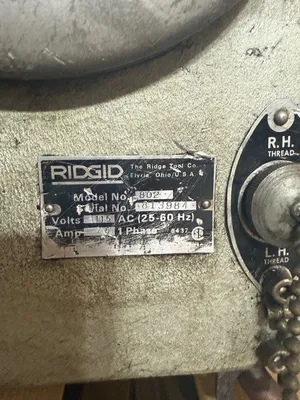 RIDGID
The Ridge Tool Co.
Elyria, Ohio/U.S.A.
Model No. 802
Serial No.
Volts 115 AC (25-60 Hz)
Amp 1 Phase
R.H.
THREAD
L.H.
THREAD